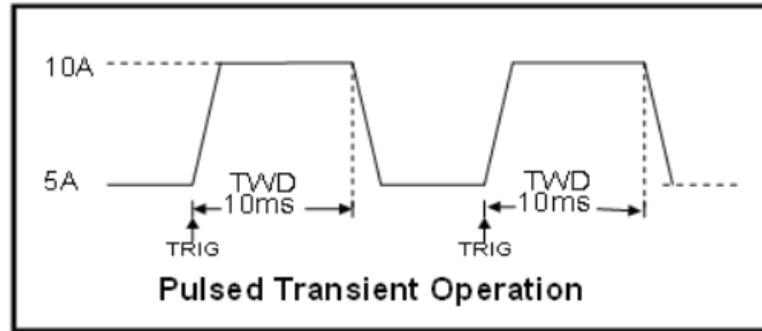 10A
5A
TWD
10ms
TRIG
TWD
10ms
TRIG
Pulsed Transient Operation